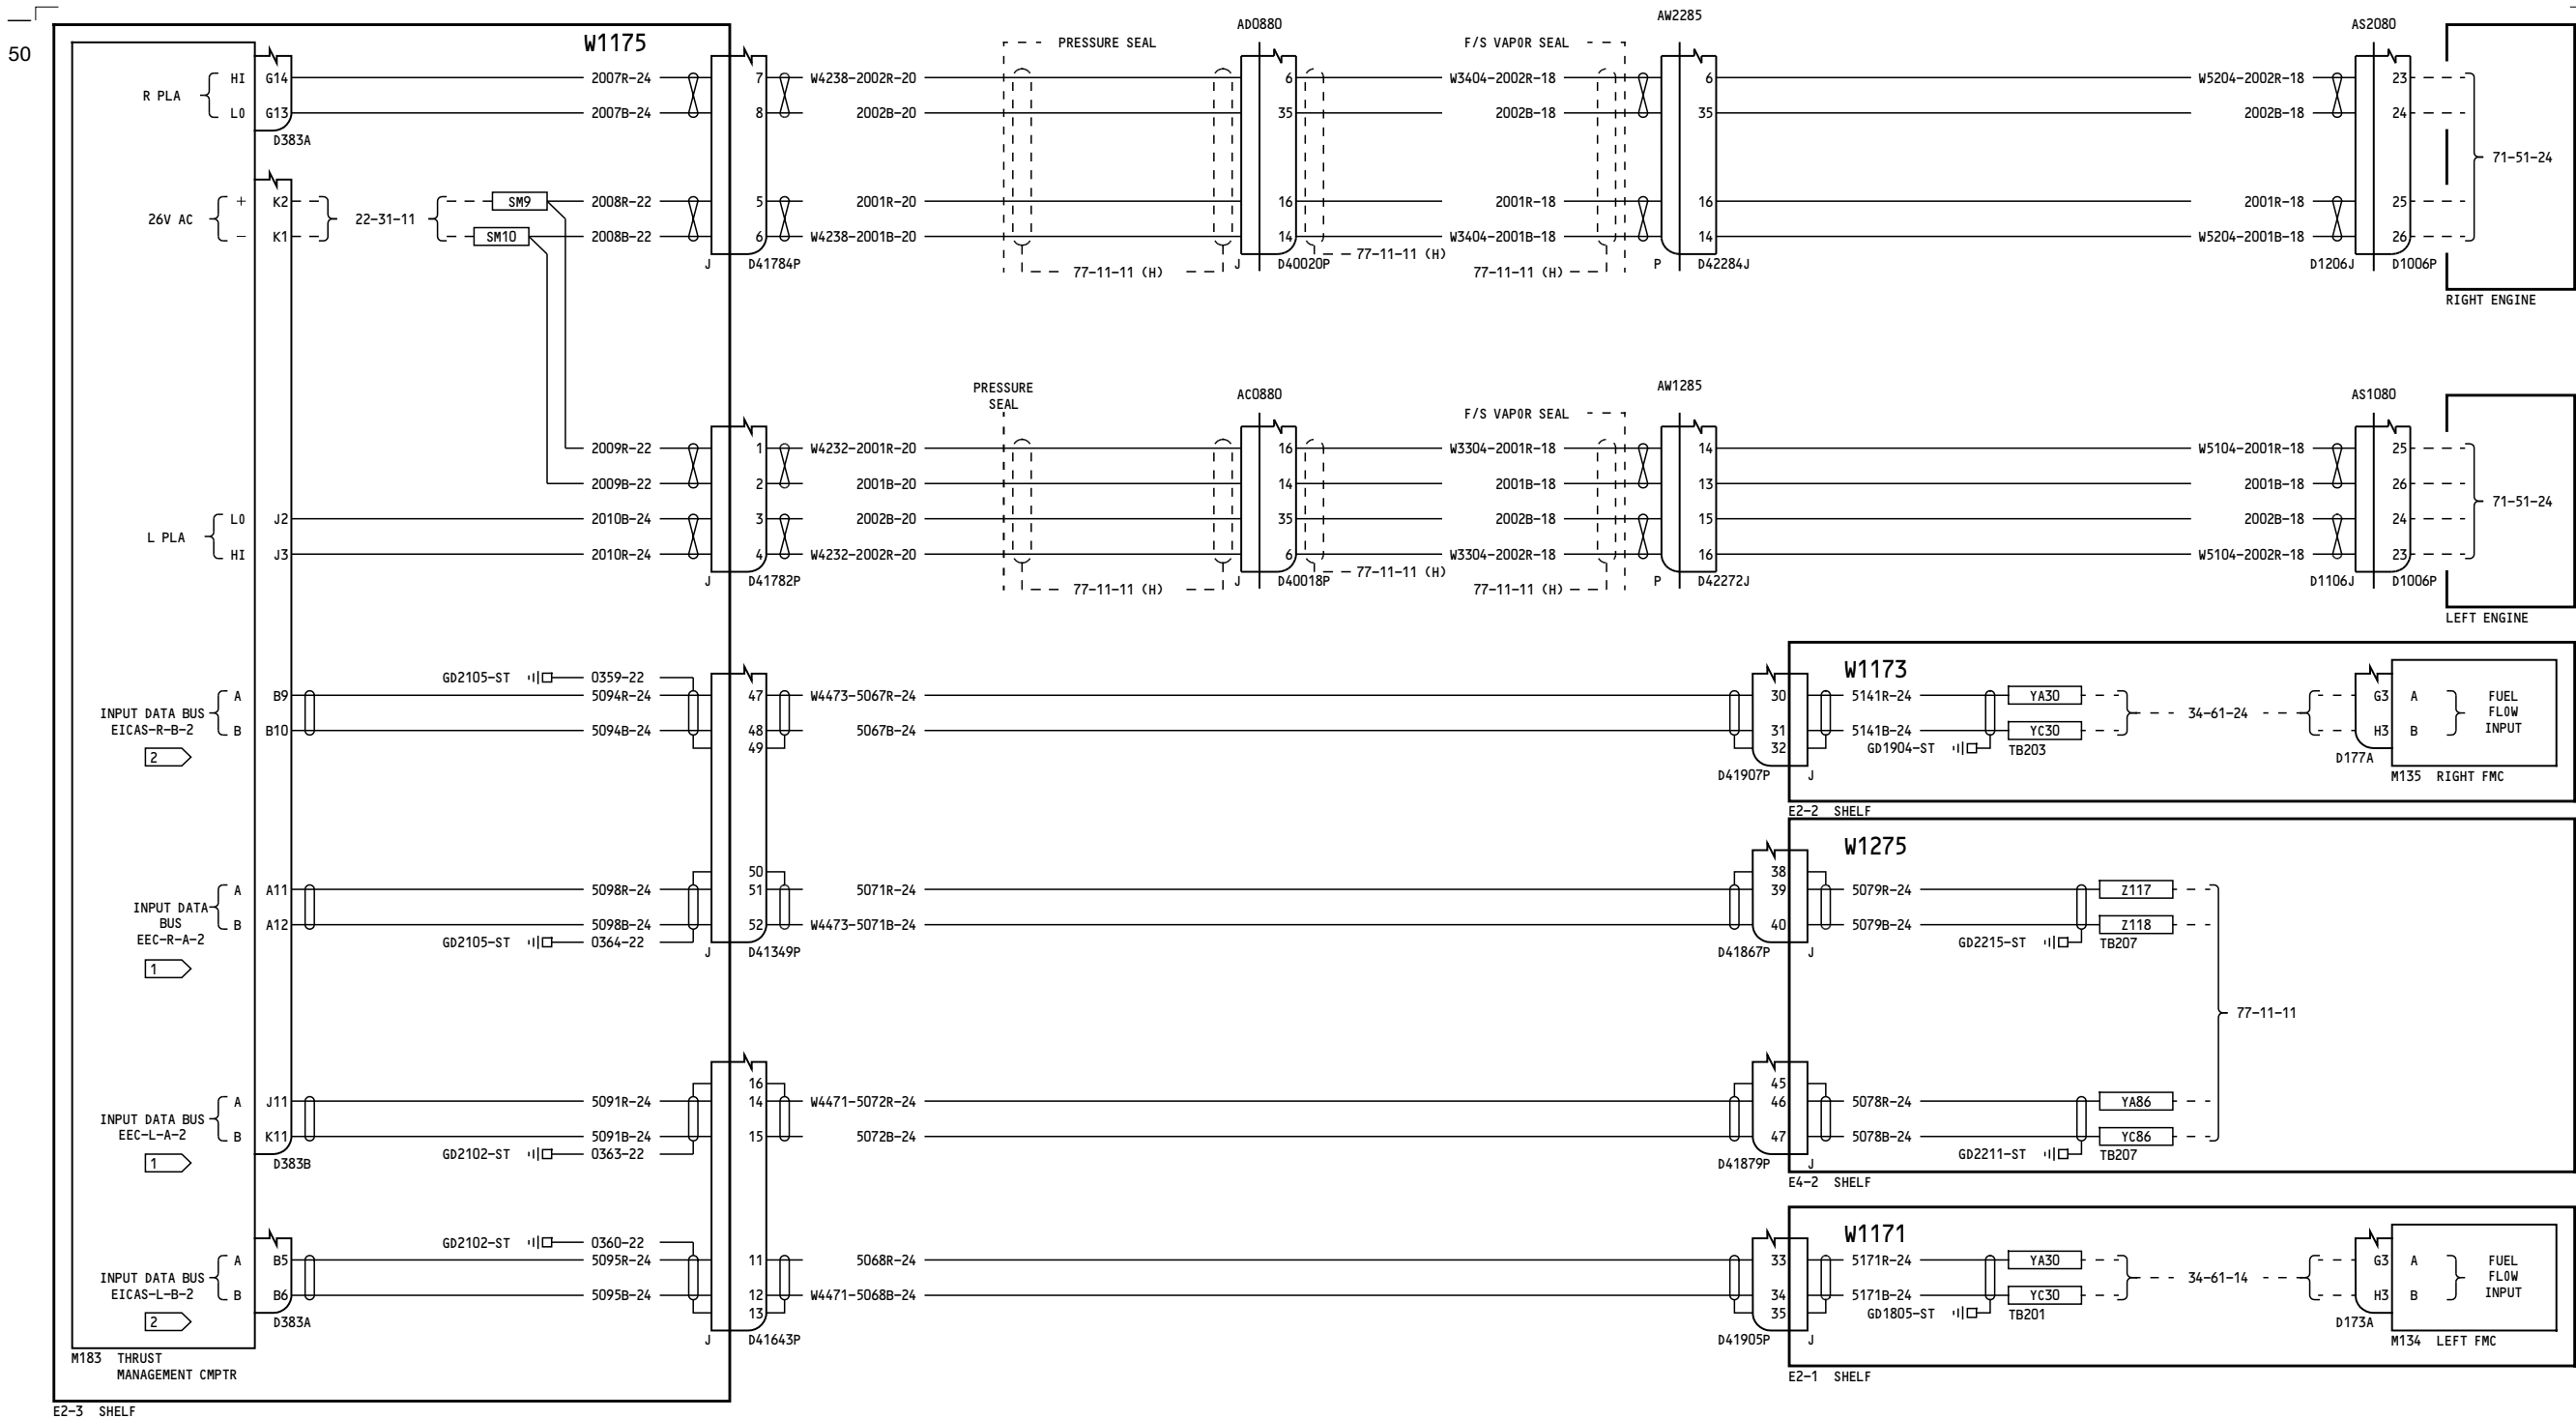 50
W1175
AD0880
AW2285
AS2080
PRESSURE SEAL
F/S VAPOR SEAL
R PLA
HI G14 2007R-24 7 W4238-2002R-20 6 W3404-2002R-18 6 W5204-2002R-18 23
LO G13 2007B-24 8 2002B-20 35 2002B-18 35 2002B-18 24
D383A
71-51-24
26V AC
+ K2 22-31-11 SM9 2008R-22 5 2001R-20 16 2001R-18 16 2001R-18 25
- K1 SM10 2008B-22 6 W4238-2001B-20 14 W3404-2001B-18 14 W5204-2001B-18 26
J D41784P 77-11-11 (H) J D40020P 77-11-11 (H) 77-11-11 (H) P D42284J D1206J D1006P
RIGHT ENGINE
PRESSURE
SEAL
AC0880
F/S VAPOR SEAL
AW1285
AS1080
2009R-22 1 W4232-2001R-20 16 W3304-2001R-18 14 W5104-2001R-18 25
2009B-22 2 2001B-20 14 2001B-18 13 2001B-18 26
71-51-24
L PLA
LO J2 2010B-24 3 2002B-20 35 2002B-18 15 2002B-18 24
HI J3 2010R-24 4 W4232-2002R-20 6 W3304-2002R-18 16 W5104-2002R-18 23
J D41782P 77-11-11 (H) J D40018P 77-11-11 (H) 77-11-11 (H) P D42272J D1106J D1006P
LEFT ENGINE
W1173
GD2105-ST 0359-22
A B9 5094R-24 47 W4473-5067R-24 30 5141R-24 YA30 G3 A
INPUT DATA BUS
EICAS-R-B-2
34-61-24
FUEL
FLOW
INPUT
B B10 5094B-24 48 5067B-24 31 5141B-24 YC30 H3 B
49 32 GD1904-ST TB203
2
D177A
D41907P J
M135 RIGHT FMC
E2-2 SHELF
W1275
50 38
A A11 5098R-24 51 5071R-24 39 5079R-24 Z117
INPUT DATA
BUS
EEC-R-A-2
B A12 5098B-24 52 W4473-5071B-24 40 5079B-24 Z118
GD2105-ST 0364-22 GD2215-ST TB207
J D41349P D41867P J
1
77-11-11
16 45
A J11 5091R-24 14 W4471-5072R-24 46 5078R-24 YA86
INPUT DATA BUS
EEC-L-A-2
B K11 5091B-24 15 5072B-24 47 5078B-24 YC86
GD2102-ST 0363-22 GD2211-ST TB207
1
D383B
D41879P J
E4-2 SHELF
W1171
GD2102-ST 0360-22
A B5 5095R-24 11 5068R-24 33 5171R-24 YA30 G3 A
INPUT DATA BUS
EICAS-L-B-2
34-61-14
FUEL
FLOW
INPUT
B B6 5095B-24 12 W4471-5068B-24 34 5171B-24 YC30 H3 B
13 35 GD1805-ST TB201
2
D383A
D173A
J D41643P D41905P J
M134 LEFT FMC
M183 THRUST
MANAGEMENT CMPTR
E2-1 SHELF
E2-3 SHELF